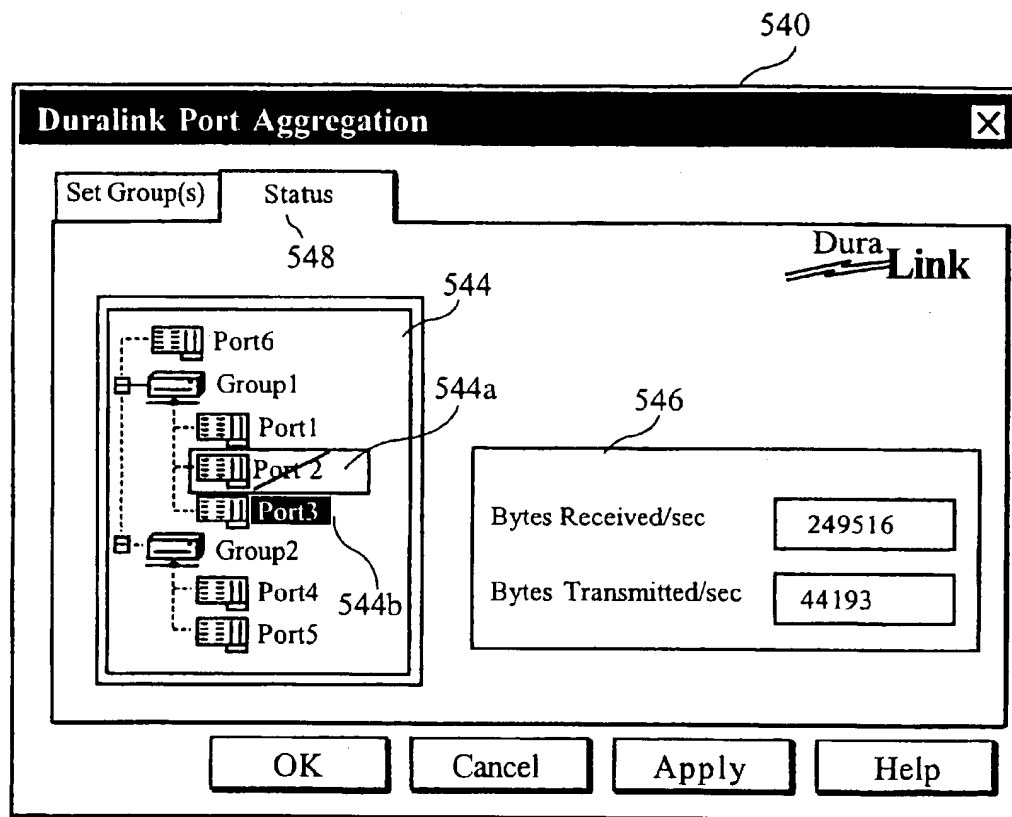 540
Duralink Port Aggregation
Set Group(s)
Status
548
Dura
Link
544
Port6
Group1
544a
Port1
546
Port 2
Port3
Bytes Received/sec
249516
Group2
Port4
544b
Bytes Transmitted/sec
44193
Port5
OK
Cancel
Apply
Help